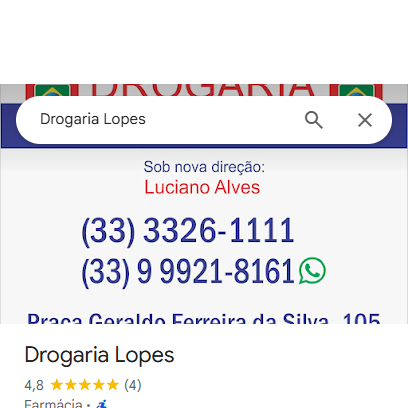 DROGARIA
Drogaria Lopes
Sob nova direção:
Luciano Alves
(33) 3326-1111
(33) 9 9921-8161
Praça Geraldo Ferreira da Silva, 105
Drogaria Lopes
4,8 ★★★★★ (4)
Farmácia ·